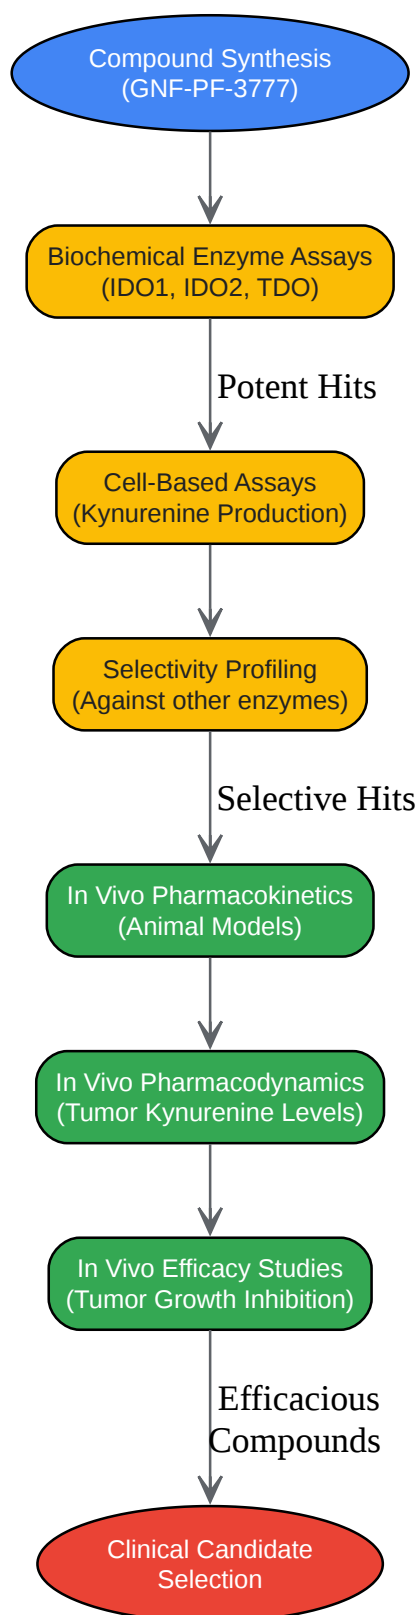 Compound Synthesis
(GNF-PF-3777)
Biochemical Enzyme Assays
(IDO1, IDO2, TDO)
Potent Hits
Cell-Based Assays
(Kynurenine Production)
Selectivity Profiling
(Against other enzymes)
Selective Hits
In Vivo Pharmacokinetics
(Animal Models)
In Vivo Pharmacodynamics
(Tumor Kynurenine Levels)
In Vivo Efficacy Studies
(Tumor Growth Inhibition)
Efficacious
Compounds
Clinical Candidate
Selection